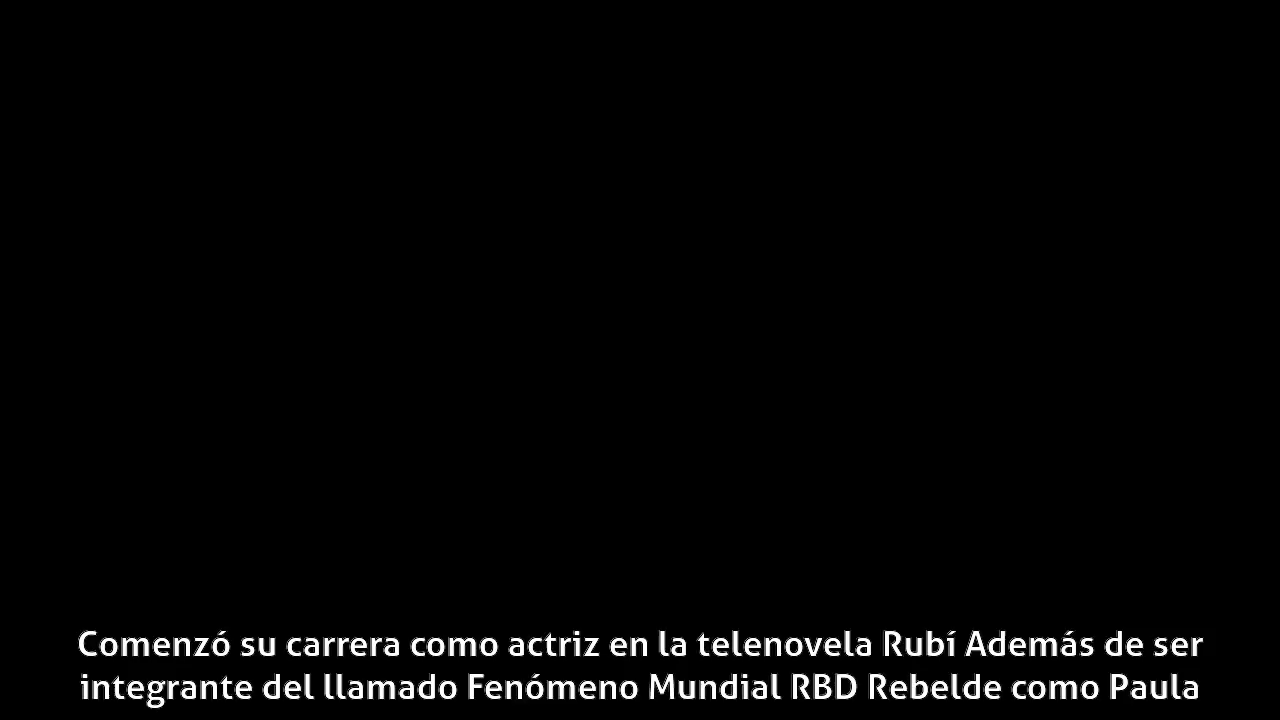 Comenzó su carrera como actriz en la telenovela Rubí Además de ser
integrante del llamado Fenómeno Mundial RBD Rebelde como Paula